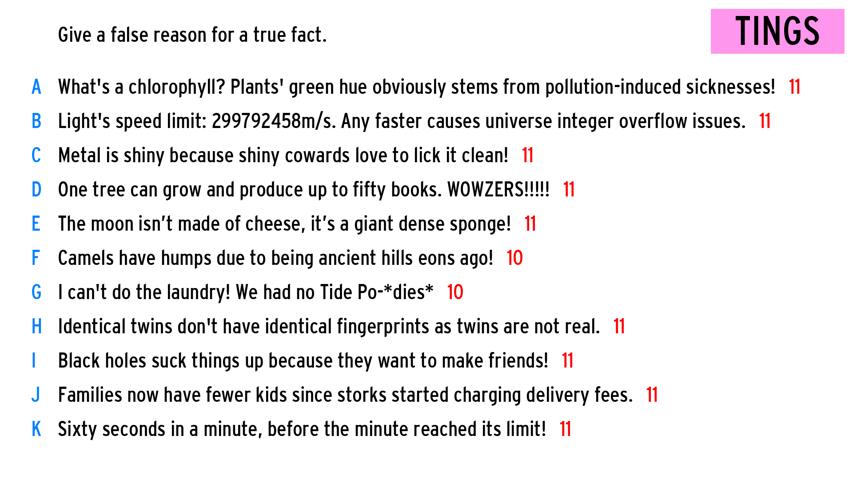 Give a false reason for a true fact.
TINGS
A What's a chlorophyll? Plants' green hue obviously stems from pollution-induced sicknesses! 11
B Light's speed limit: 299792458m/s. Any faster causes universe integer overflow issues. 11
C Metal is shiny because shiny cowards love to lick it clean! 11
D One tree can grow and produce up to fifty books. WOWZERS!!!!! 11
E The moon isn’t made of cheese, it’s a giant dense sponge! 11
F Camels have humps due to being ancient hills eons ago! 10
G I can't do the laundry! We had no Tide Po-*dies* 10
H Identical twins don't have identical fingerprints as twins are not real. 11
I Black holes suck things up because they want to make friends! 11
J Families now have fewer kids since storks started charging delivery fees. 11
K Sixty seconds in a minute, before the minute reached its limit! 11